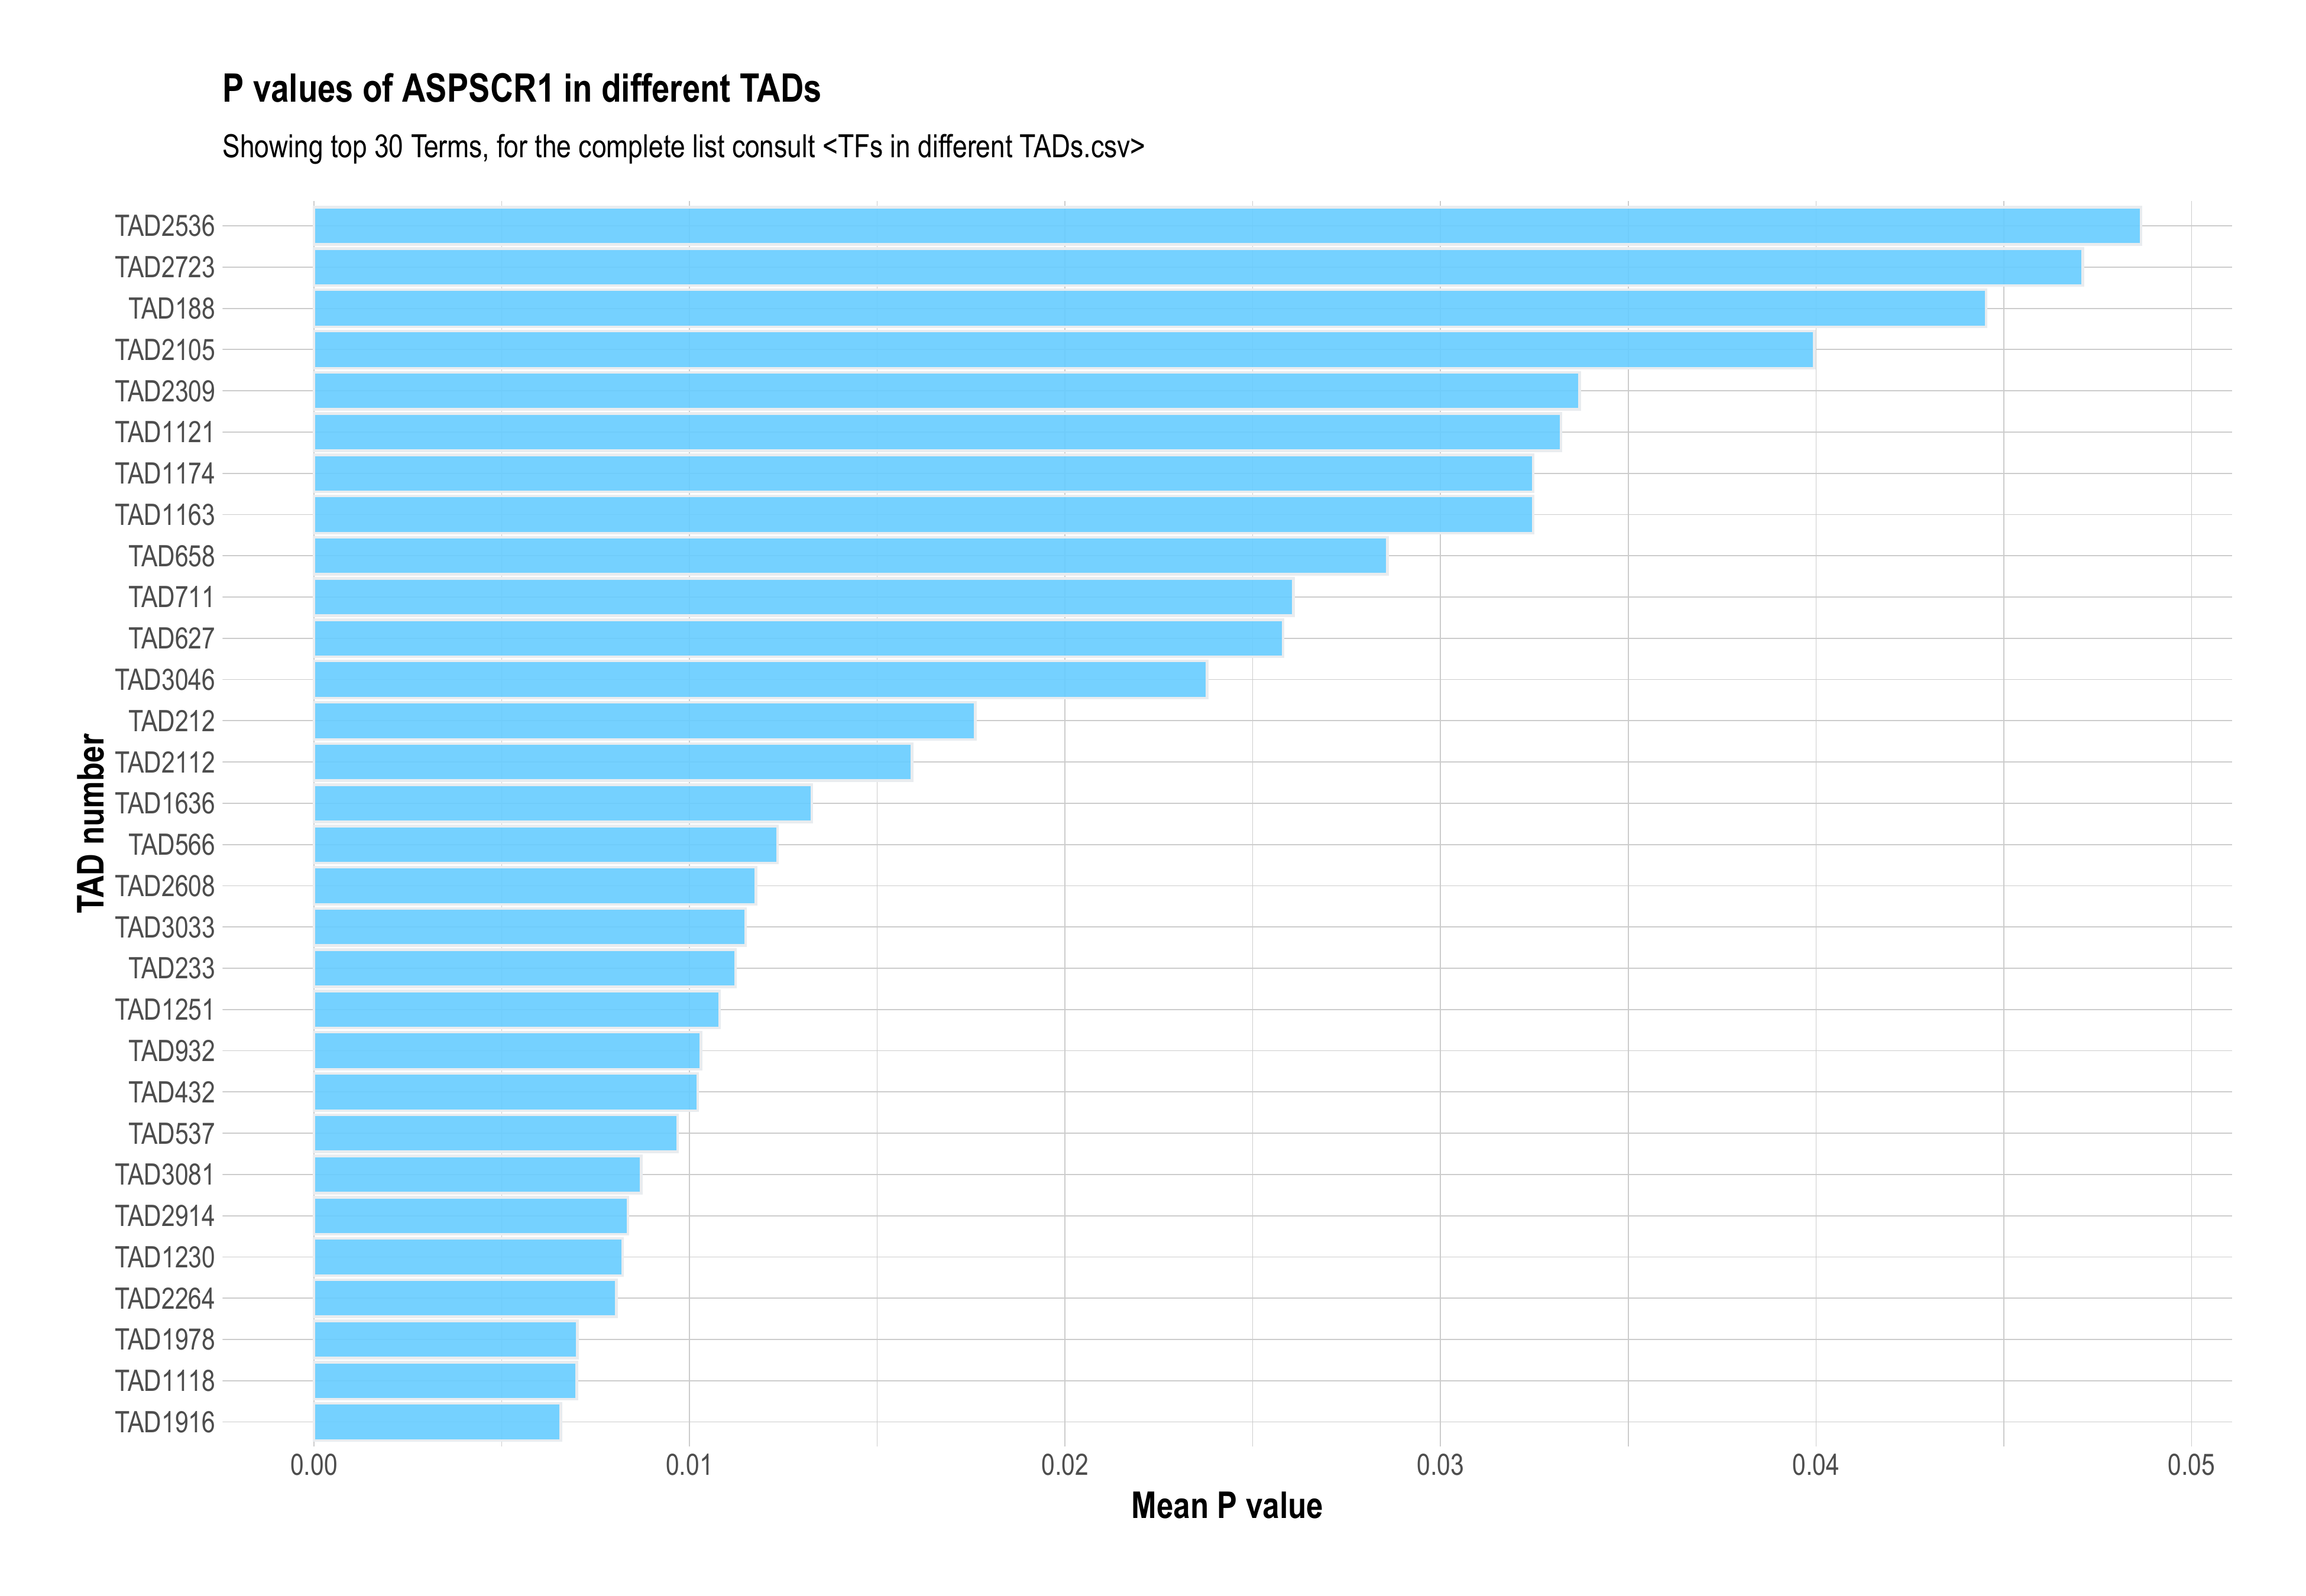 P values of ASPSCR1 in different TADs
Showing top 30 Terms, for the complete list consult <TFs in different TADs.csv>
TAD number
TAD2536
TAD2723
TAD188
TAD2105
TAD2309
TAD1121
TAD1174
TAD1163
TAD658
TAD711
TAD627
TAD3046
TAD212
TAD2112
TAD1636
TAD566
TAD2608
TAD3033
TAD233
TAD1251
TAD932
TAD432
TAD537
TAD3081
TAD2914
TAD1230
TAD2264
TAD1978
TAD1118
TAD1916
0.00 0.01 0.02 0.03 0.04 0.05
Mean P value